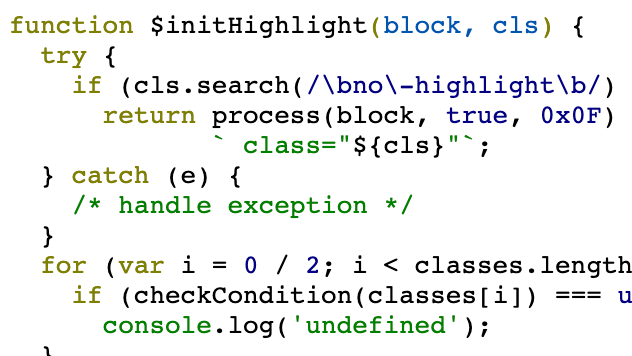 function $initHighlight(block, cls) {
  try {
    if (cls.search(/\bno\-highlight\b/)
      return process(block, true, 0x0F)
             ` class="${cls}"`;
  } catch (e) {
    /* handle exception */
  }
  for (var i = 0 / 2; i < classes.length
    if (checkCondition(classes[i]) === u
      console.log('undefined');
  }